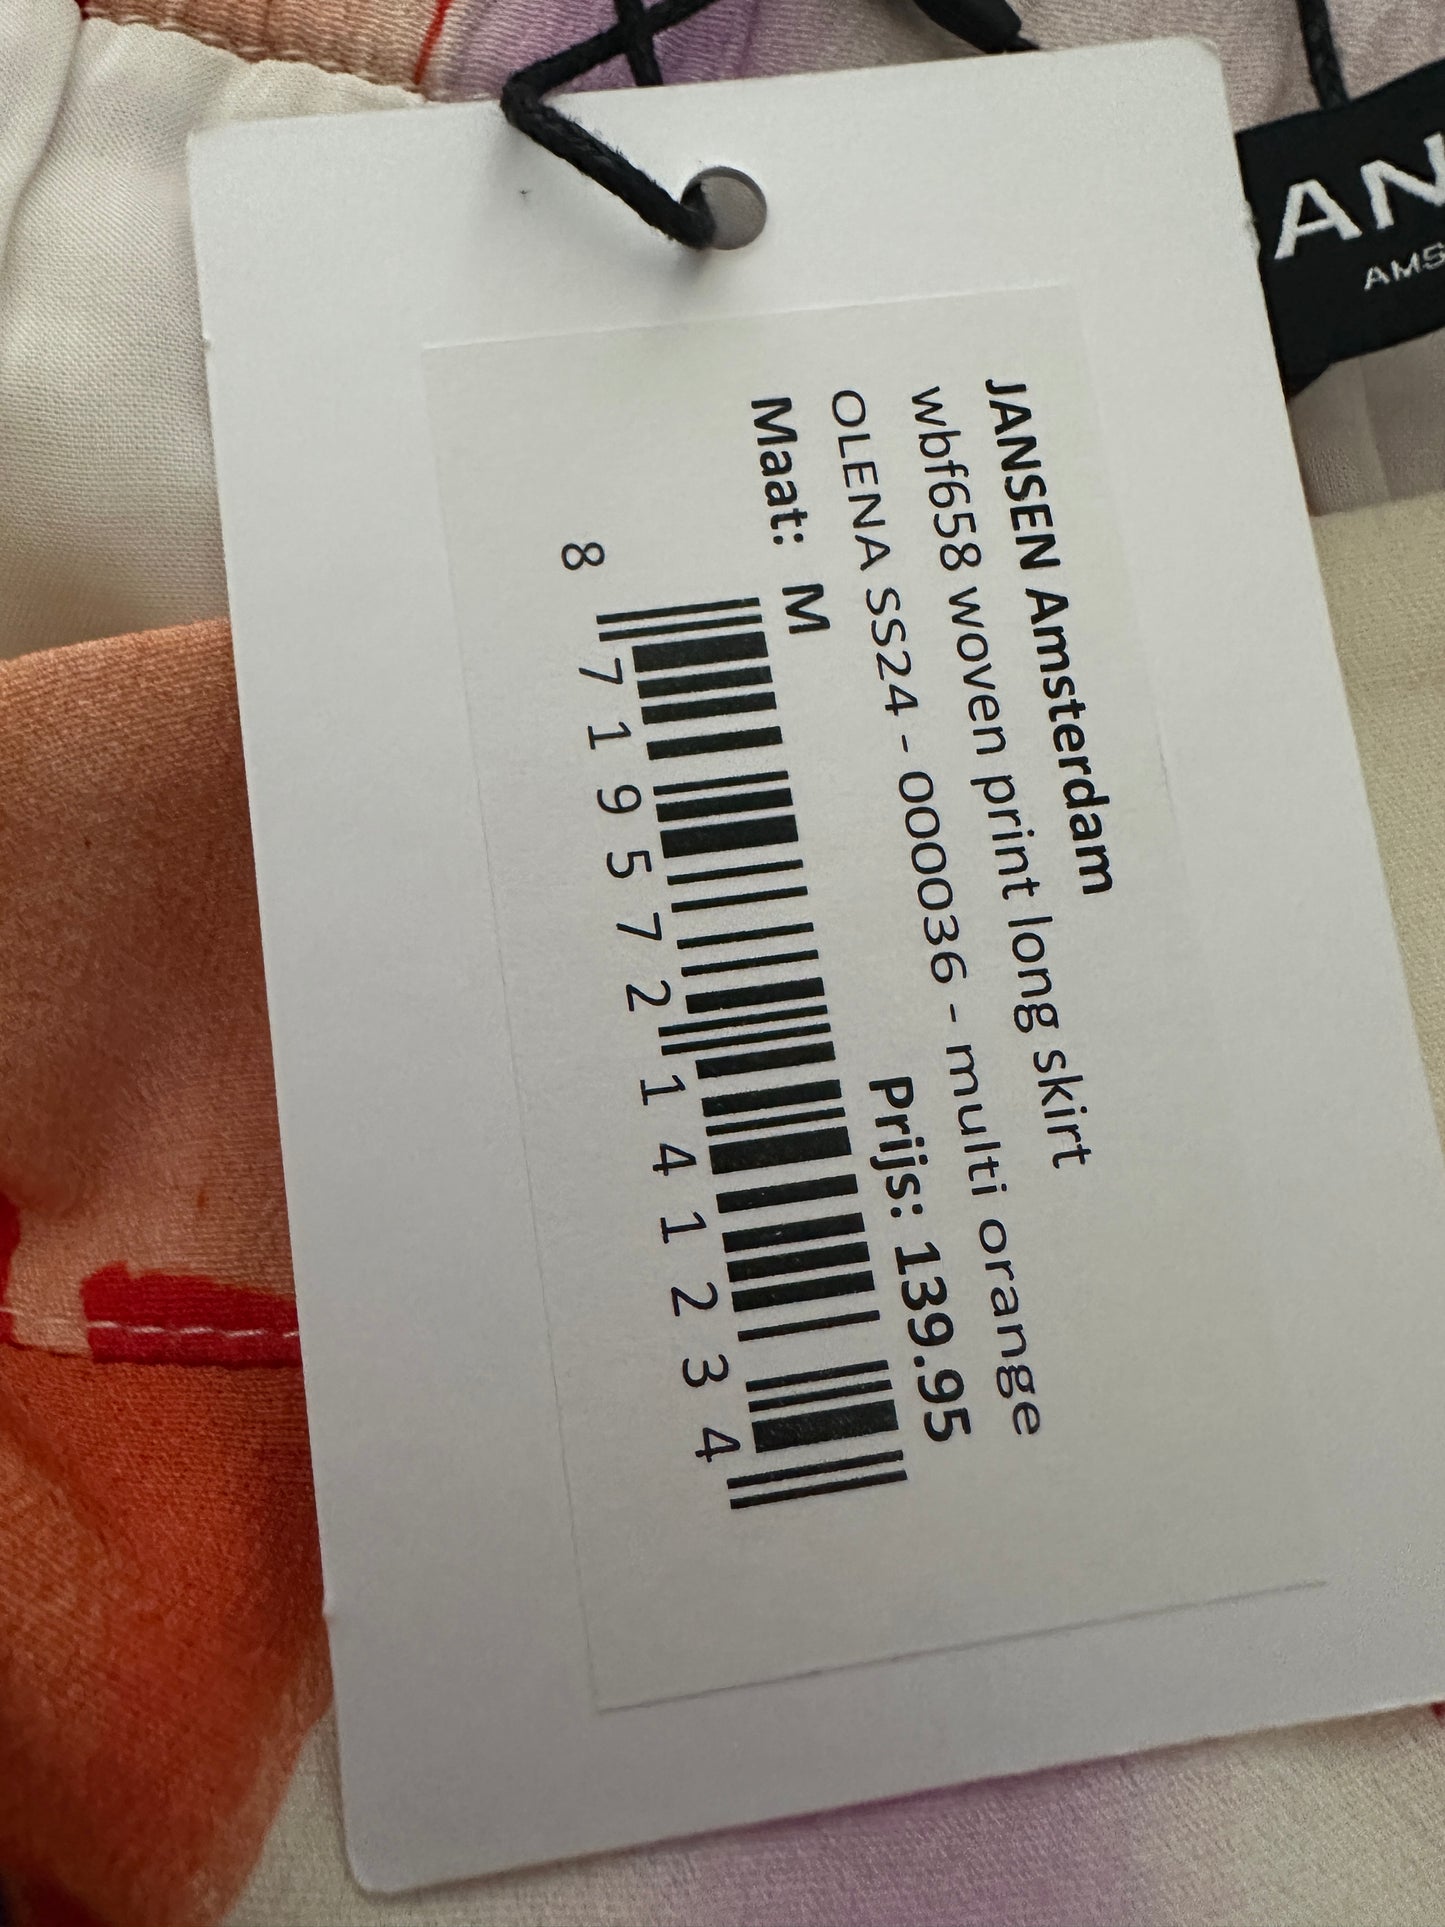 JANSEN Amsterdam
wbf658 woven print long skirt
OLENA SS24 - 000036 - multi orange
Maat: M
Prijs: 139.95
8 719572 141234
AN
AMS